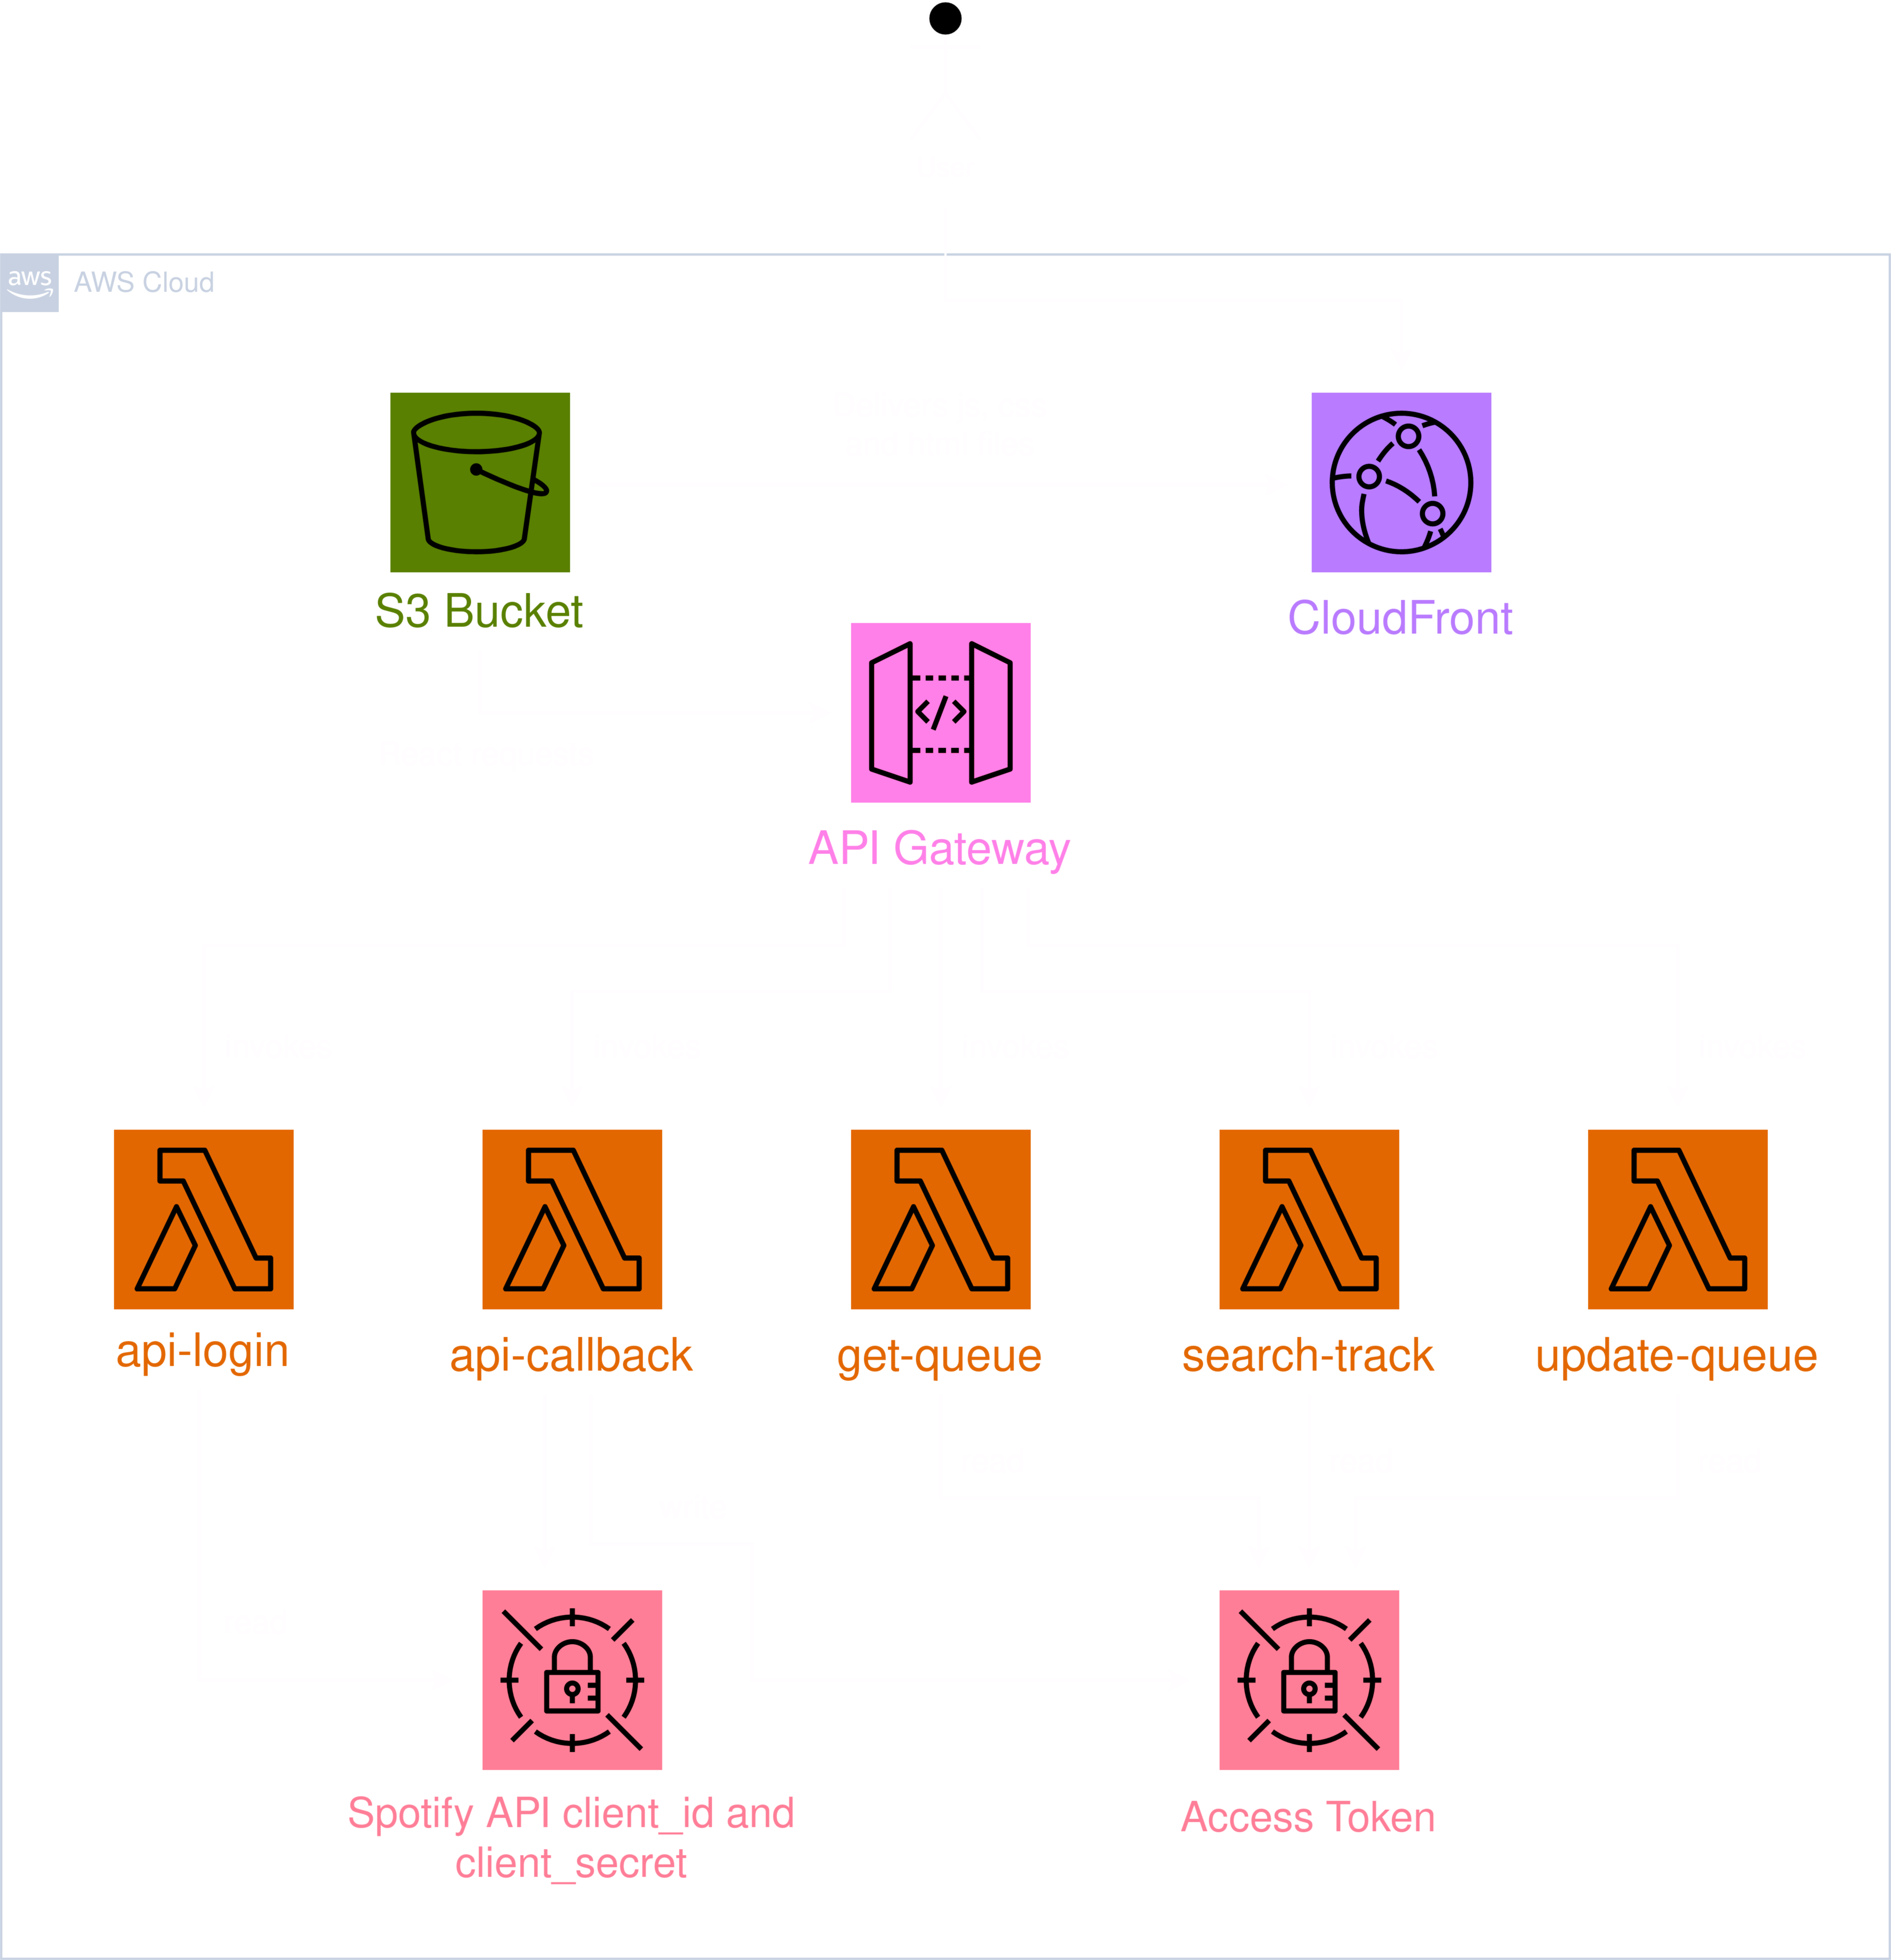 aws
AWS Cloud
S3 Bucket
CloudFront
API Gateway
api-login
api-callback
get-queue
search-track
update-queue
Spotify API client_id and
client_secret
Access Token